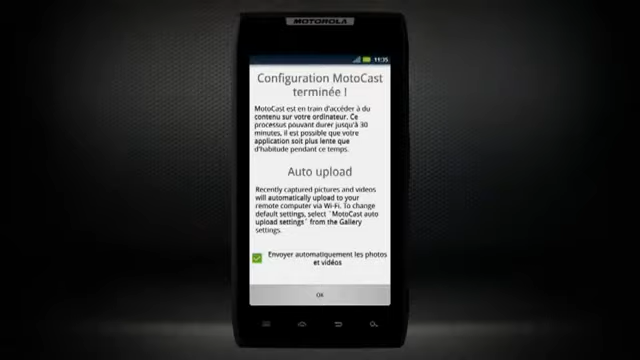 MOTOROLA
11:35
Configuration MotoCast
terminée !
MotoCast est en train d'accéder à du
contenu sur votre ordinateur. Ce
processus pouvant durer jusqu'à 30
minutes, il est possible que votre
application soit plus lente que
d'habitude pendant ce temps.
Auto upload
Recently captured pictures and videos
will automatically upload to your
remote computer via Wi-Fi. To change
default settings, select `MotoCast auto
upload settings` from the Gallery
settings.
Envoyer automatiquement les photos
et vidéos
OK